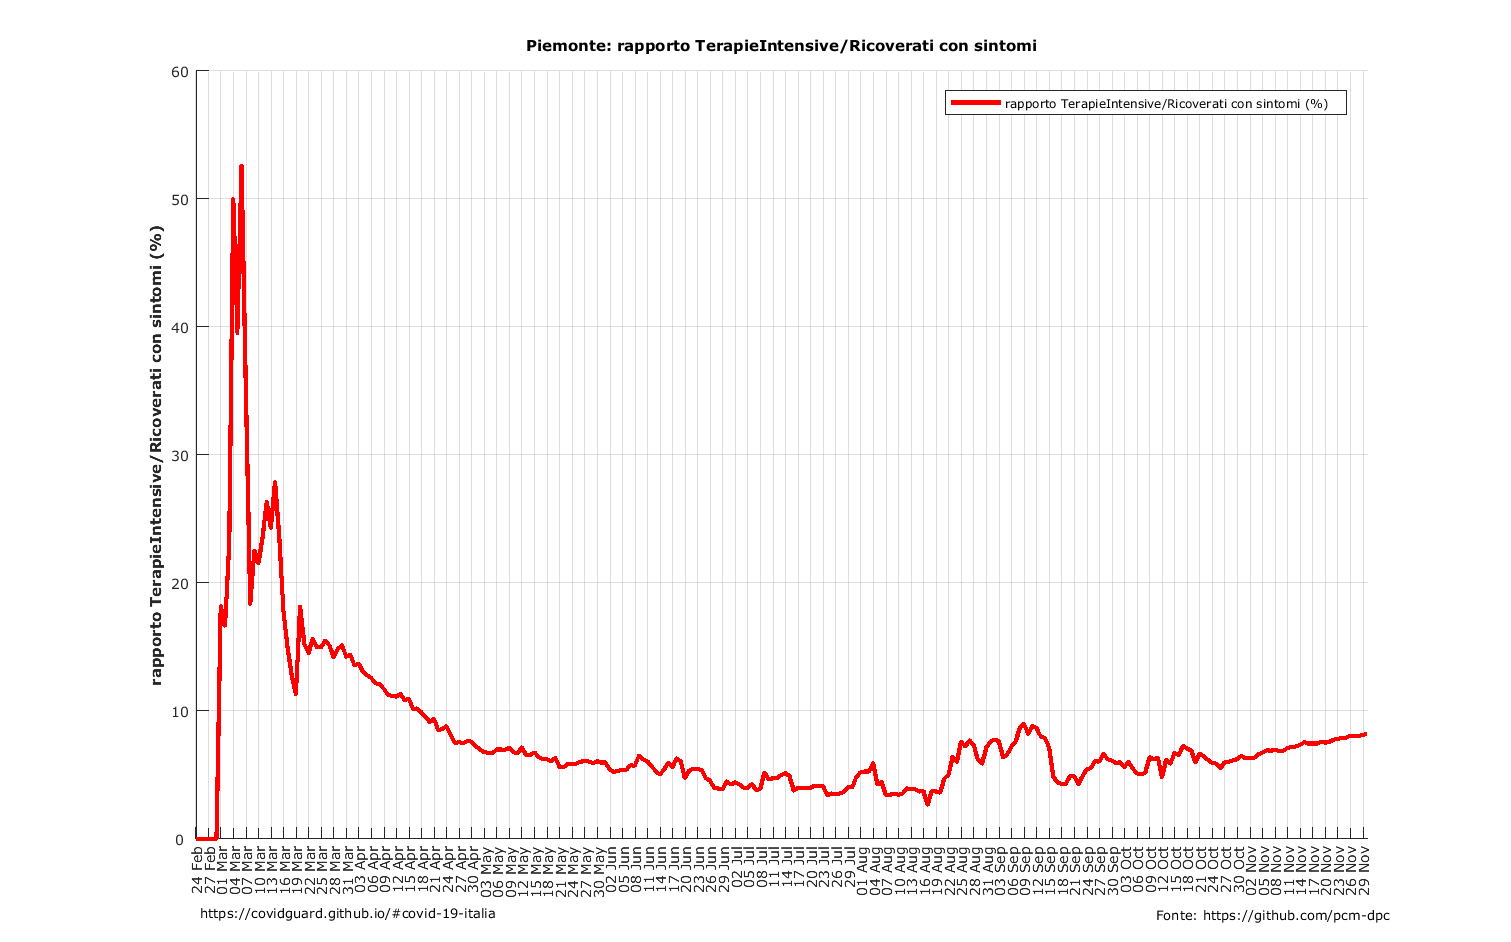 Piemonte: rapporto TerapieIntensive/Ricoverati con sintomi
rapporto TerapieIntensive/Ricoverati con sintomi (%)
rapporto TerapieIntensive/Ricoverati con sintomi (%)
60
50
40
30
20
10
0
24 Feb
27 Feb
01 Mar
04 Mar
07 Mar
10 Mar
13 Mar
16 Mar
19 Mar
22 Mar
25 Mar
28 Mar
31 Mar
03 Apr
06 Apr
09 Apr
12 Apr
15 Apr
18 Apr
21 Apr
24 Apr
27 Apr
30 Apr
03 May
06 May
09 May
12 May
15 May
18 May
21 May
24 May
27 May
30 May
02 Jun
05 Jun
08 Jun
11 Jun
14 Jun
17 Jun
20 Jun
23 Jun
26 Jun
29 Jun
02 Jul
05 Jul
08 Jul
11 Jul
14 Jul
17 Jul
20 Jul
23 Jul
26 Jul
29 Jul
01 Aug
04 Aug
07 Aug
10 Aug
13 Aug
16 Aug
19 Aug
22 Aug
25 Aug
28 Aug
31 Aug
03 Sep
06 Sep
09 Sep
12 Sep
15 Sep
18 Sep
21 Sep
24 Sep
27 Sep
30 Sep
03 Oct
06 Oct
09 Oct
12 Oct
15 Oct
18 Oct
21 Oct
24 Oct
27 Oct
30 Oct
02 Nov
05 Nov
08 Nov
11 Nov
14 Nov
17 Nov
20 Nov
23 Nov
26 Nov
29 Nov
https://covidguard.github.io/#covid-19-italia
Fonte: https://github.com/pcm-dpc